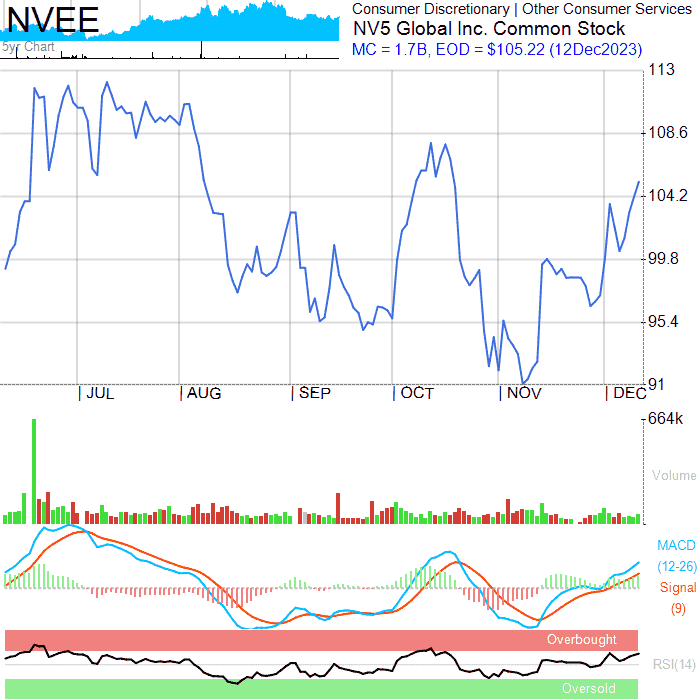 NVEE
5yr Chart
Consumer Discretionary | Other Consumer Services
NV5 Global Inc. Common Stock
MC = 1.7B, EOD = $105.22 (12Dec2023)
113
108.6
104.2
99.8
95.4
91
JUL
AUG
SEP
OCT
NOV
DEC
664k
Volume
MACD
(12-26)
Signal
(9)
Overbought
RSI(14)
Oversold